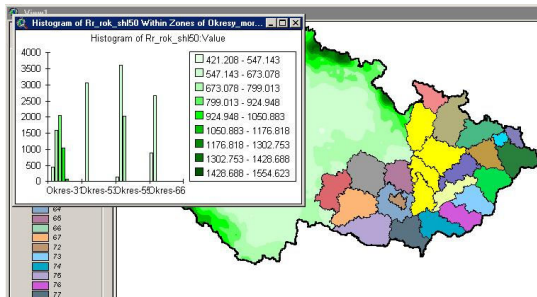 View1
Histogram of Rr_rok_shl50 Within Zones of Okresy_mor...
Histogram of Rr_rok_shl50:Value
4000
3500
3000
2500
2000
1500
1000
500
0
Okres-31
Okres-53
Okres-55
Okres-66
421.208 - 547.143
547.143 - 673.078
673.078 - 799.013
799.013 - 924.948
924.948 - 1050.883
1050.883 - 1176.818
1176.818 - 1302.753
1302.753 - 1428.688
1428.688 - 1554.623
64
65
66
67
72
73
74
75
76
77